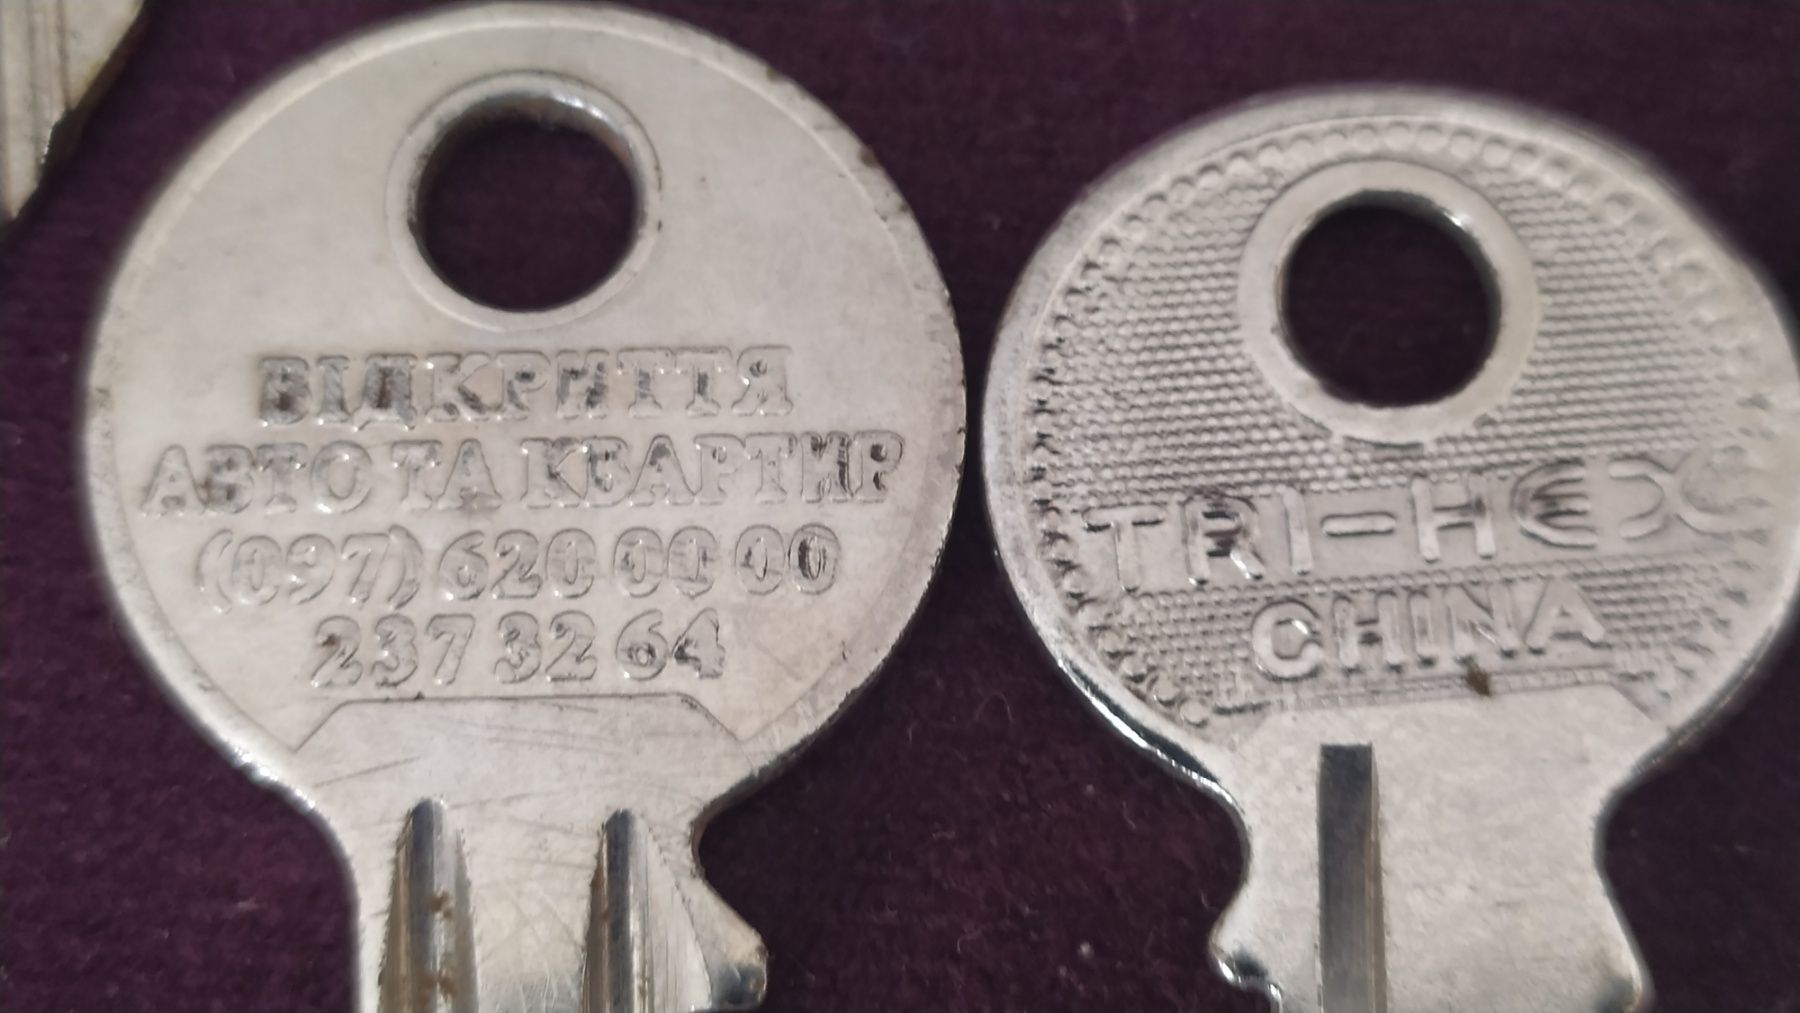 ВІДКРИТТЯ
АВТО ТА КВАРТИР
(097) 620 00 00
237 32 64
TRI-HEX
CHINA